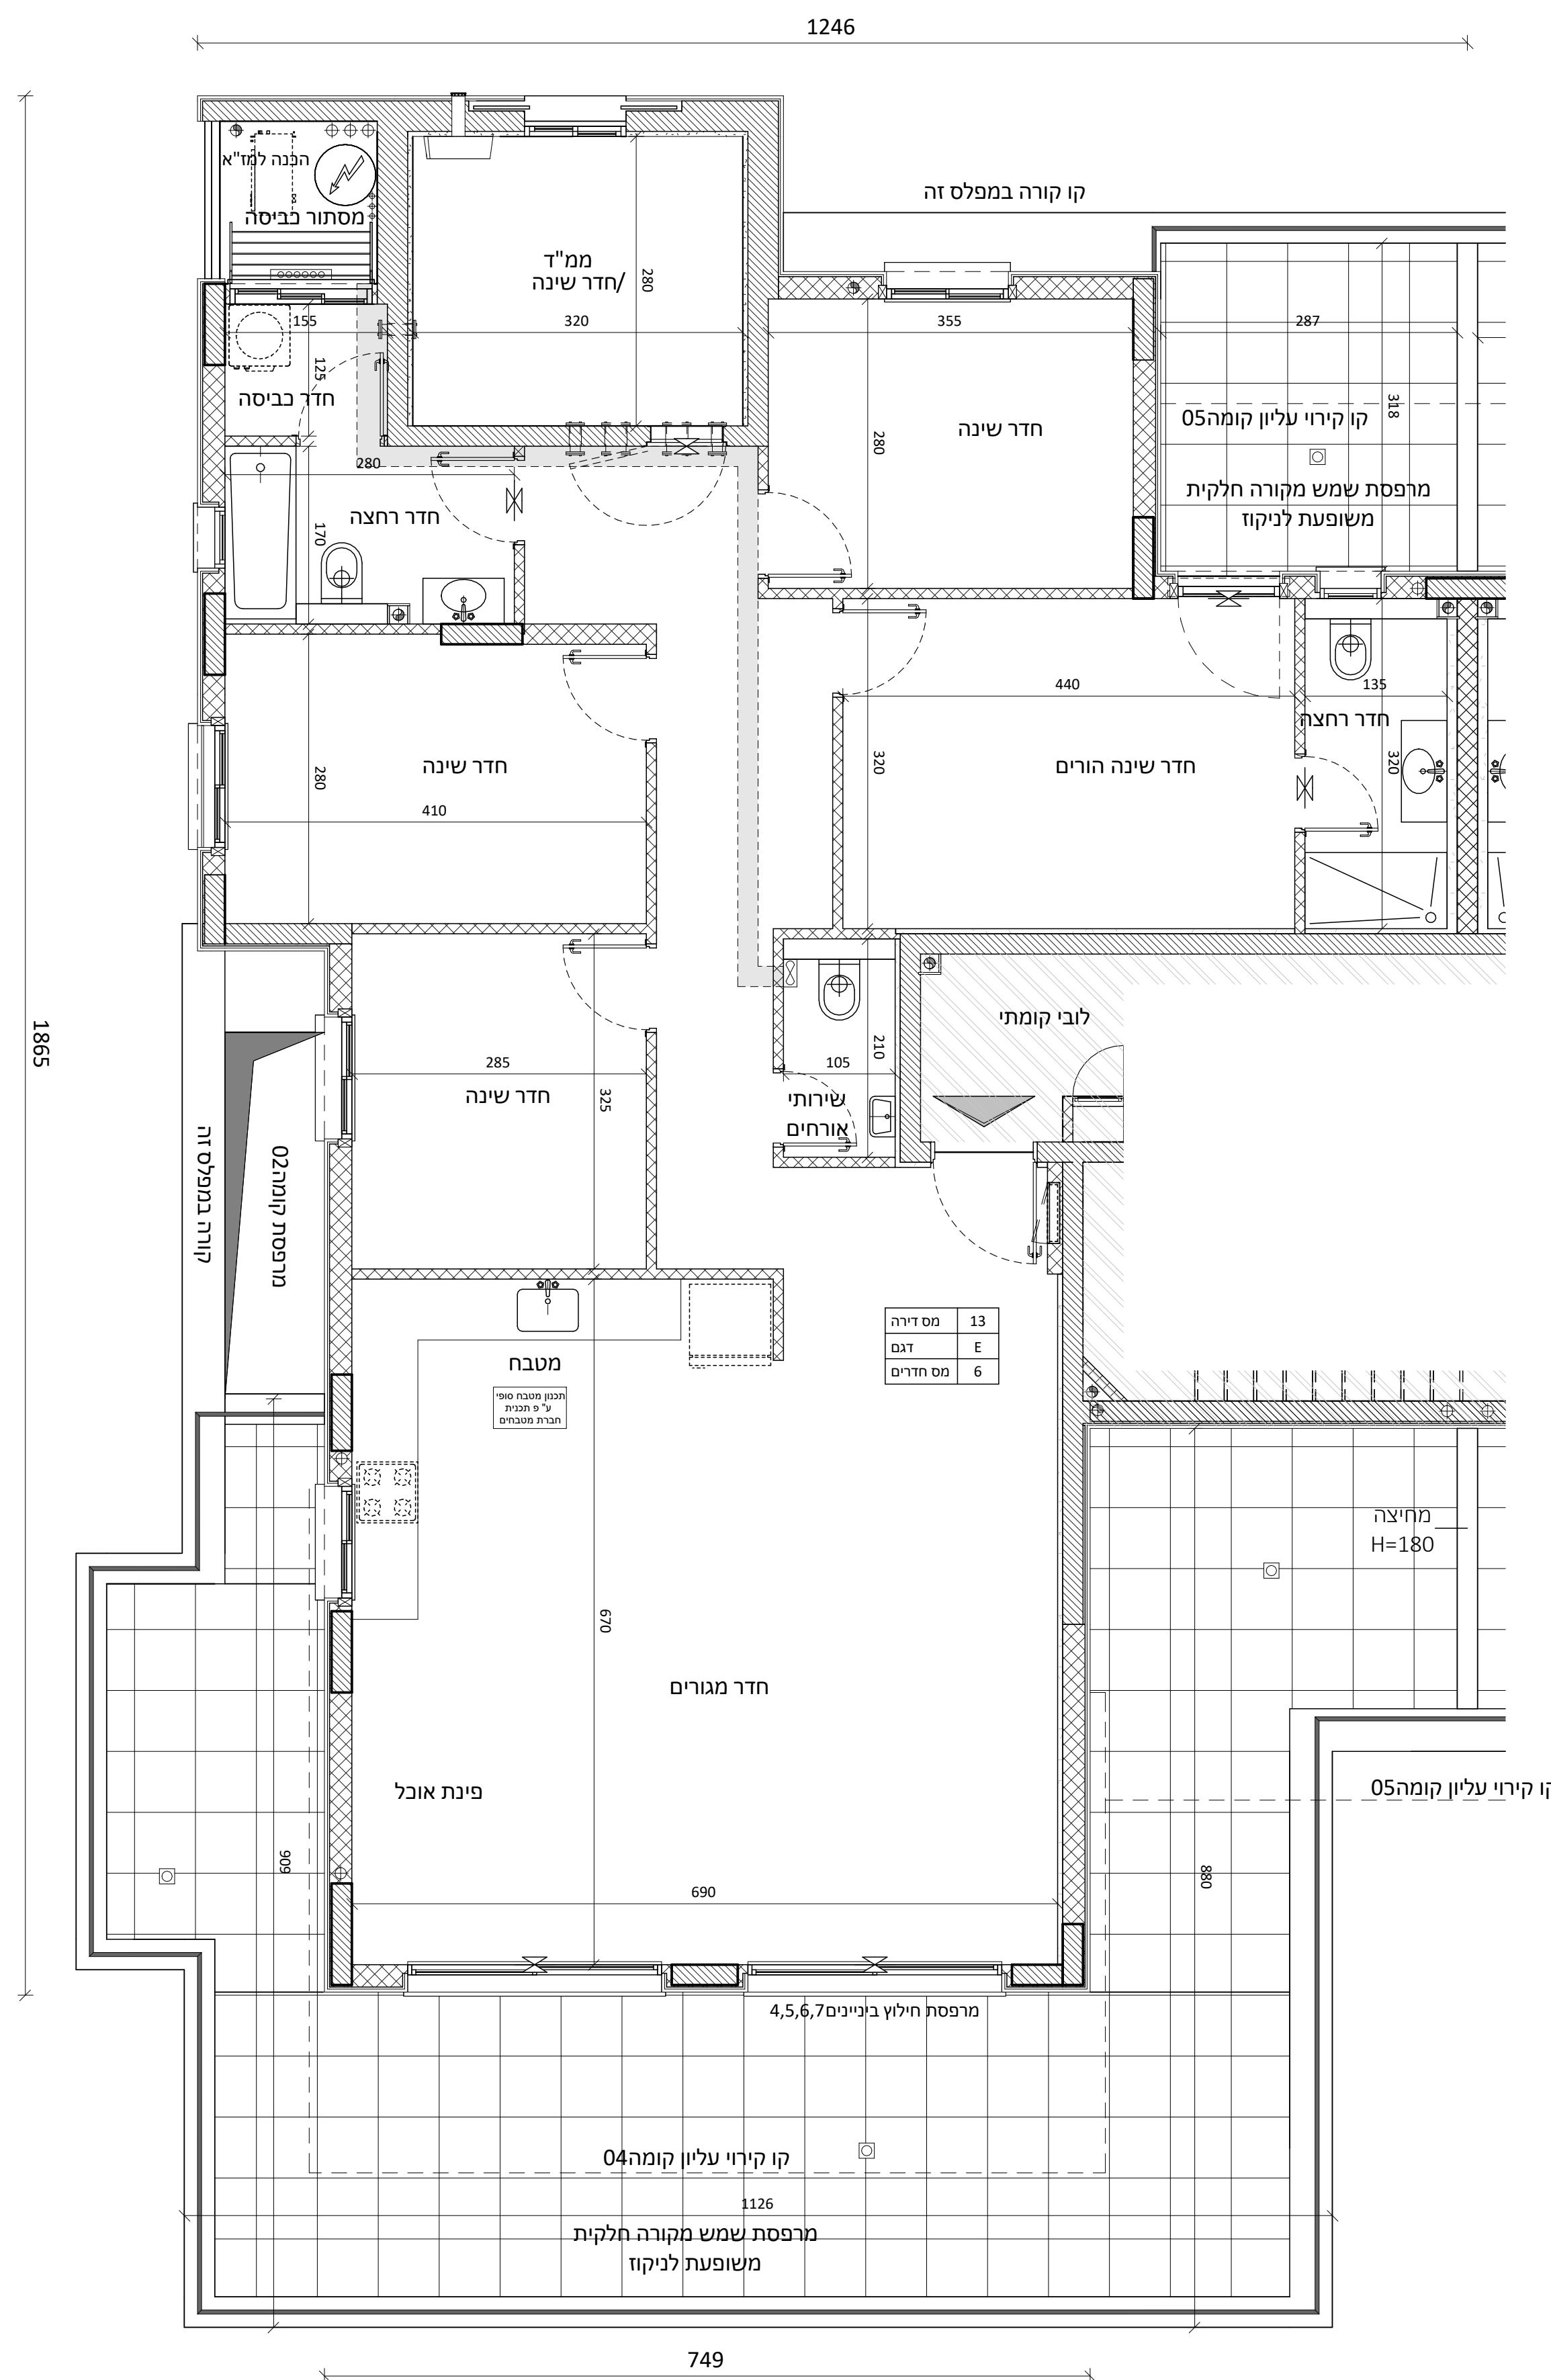 1246
קו קורה במפלס זה
הכנה למז"א
מסתור כביסה
ממ"ד
/חדר שינה
280
155
320
355
287
125
חדר כביסה
חדר שינה
280
318
קו קירוי עליון קומה05
מרפסת שמש מקורה חלקית
משופעת לניקוז
280
170
חדר רחצה
440
135
חדר רחצה
320
320
חדר שינה הורים
חדר שינה
280
410
לובי קומתי
1865
285
325
חדר שינה
210
105
שירותי
אורחים
קורה במפלס זה
מרפסת קומה02
מס דירה 13
דגם E
מס חדרים 6
מטבח
תכנון מטבח סופי
ע" פ תכנית
חברת מטבחים
מחיצה
H=180
670
חדר מגורים
פינת אוכל
קו קירוי עליון קומה05
909
880
690
מרפסת חילוץ ביניינים4,5,6,7
קו קירוי עליון קומה04
1126
מרפסת שמש מקורה חלקית
משופעת לניקוז
749